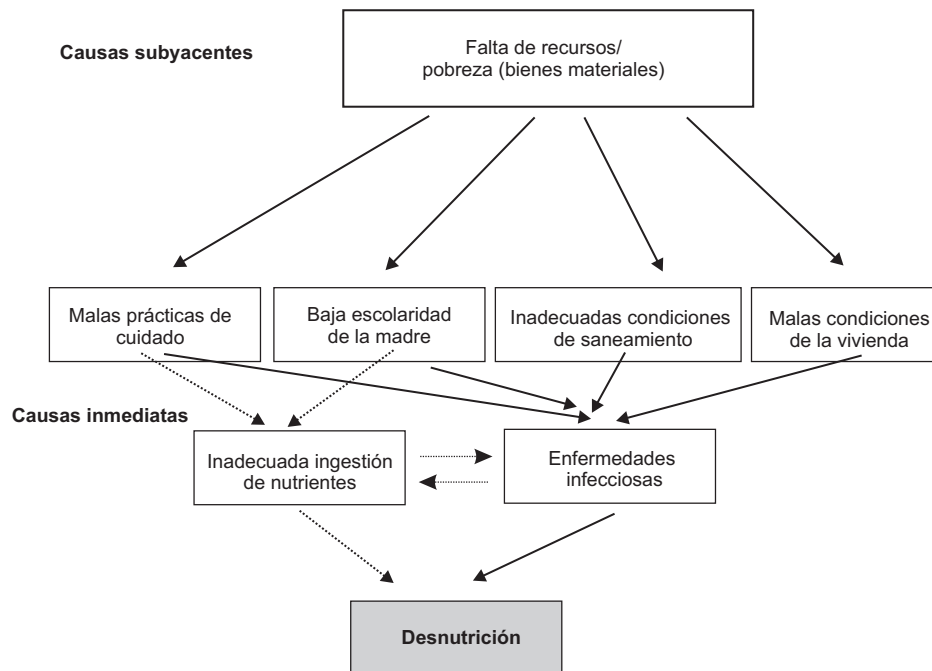 Causas subyacentes
Falta de recursos/
pobreza (bienes materiales)
Malas prácticas de
cuidado
Baja escolaridad
de la madre
Inadecuadas condiciones
de saneamiento
Malas condiciones
de la vivienda
Causas inmediatas
Inadecuada ingestión
de nutrientes
Enfermedades
infecciosas
Desnutrición